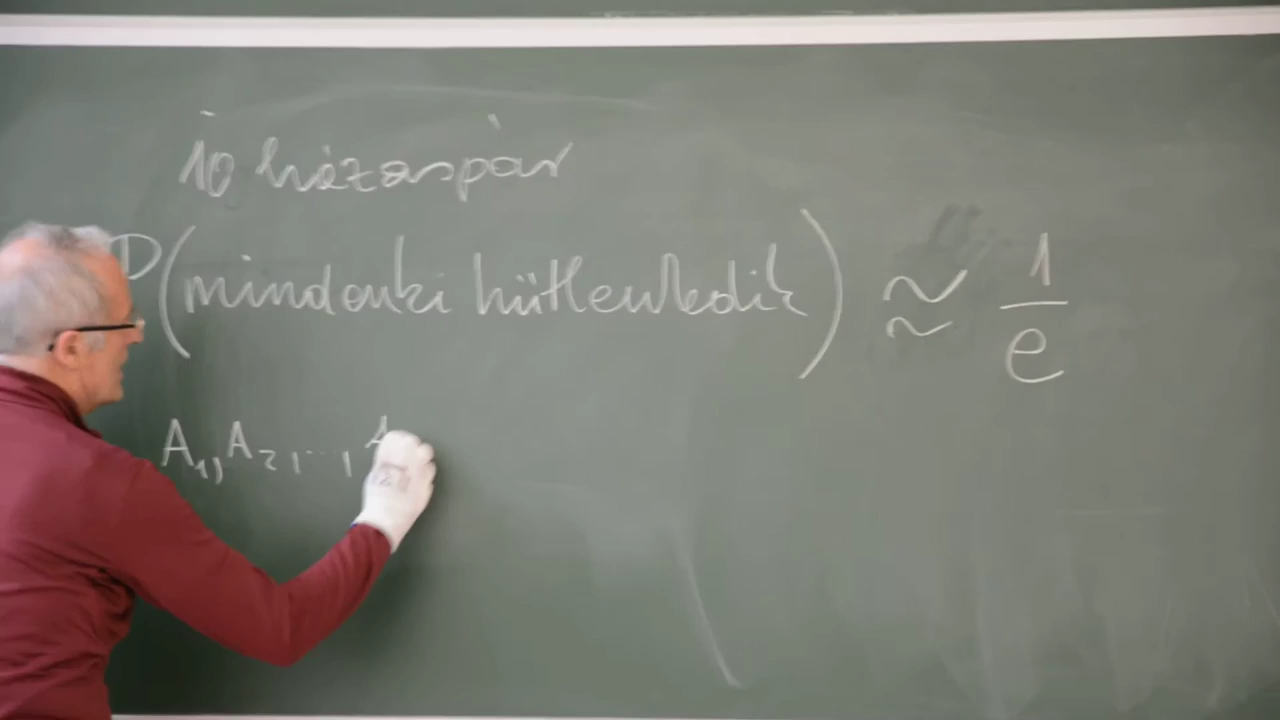 10 házaspár
P(mindenki hűtlenkedik) ≈ 1/e
A₁, A₂, ..., A